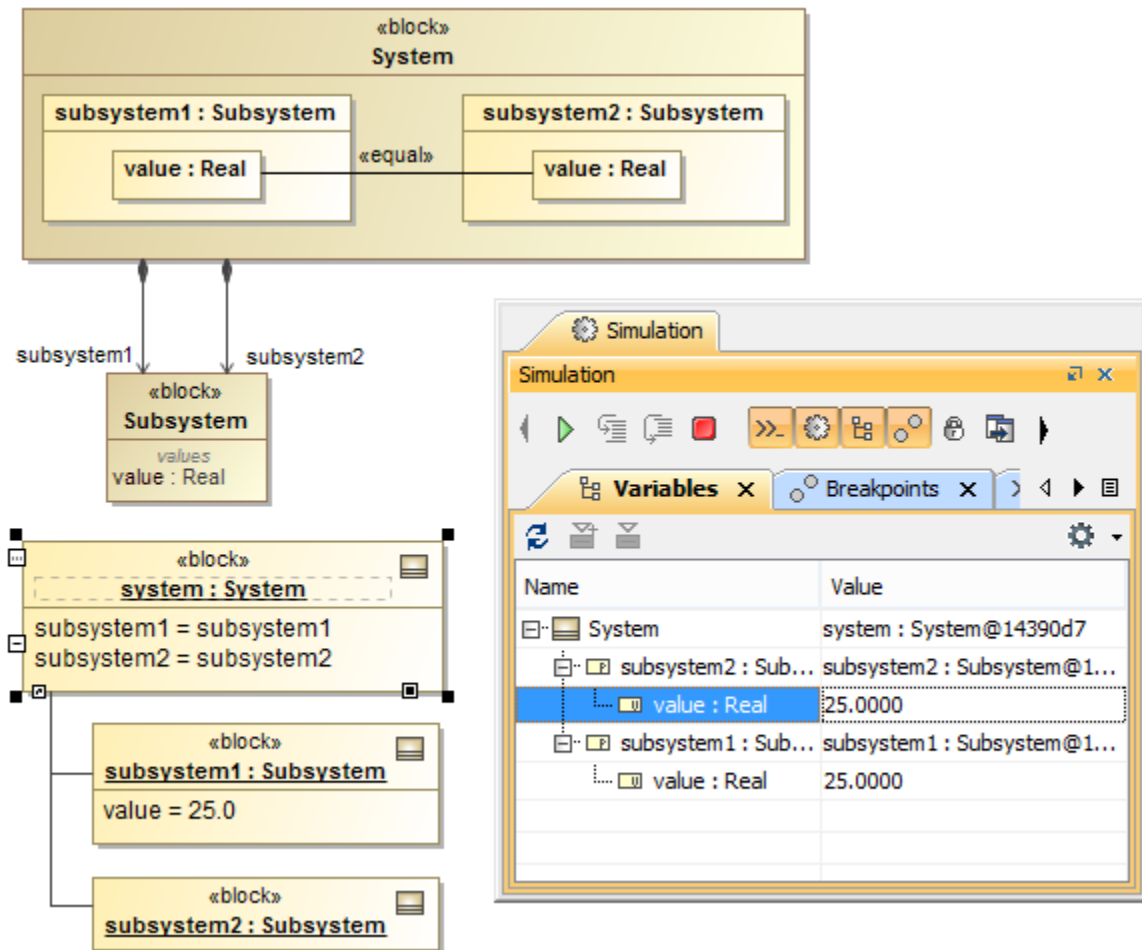 «block»
System
subsystem1 : Subsystem
subsystem2 : Subsystem
value : Real
«equal»
value : Real
subsystem1
subsystem2
«block»
Subsystem
values
value : Real
«block»
system : System
subsystem1 = subsystem1
subsystem2 = subsystem2
«block»
subsystem1 : Subsystem
value = 25.0
«block»
subsystem2 : Subsystem
Simulation
Simulation
Variables
Breakpoints
Name Value
System system : System@14390d7
subsystem2 : Sub... subsystem2 : Subsystem@1...
value : Real 25.0000
subsystem1 : Sub... subsystem1 : Subsystem@1...
value : Real 25.0000